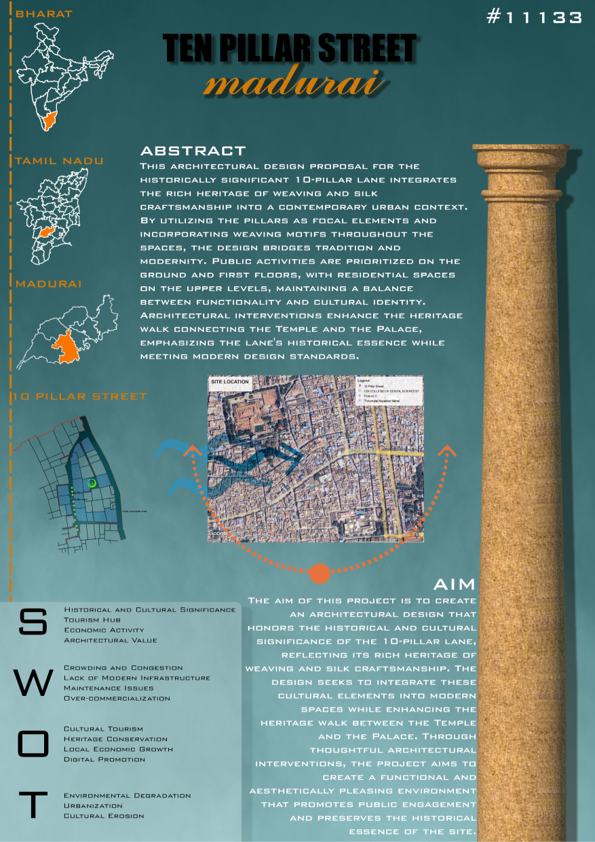 BHARAT
#11133
TEN PILLAR STREET
madurai
ABSTRACT
THIS ARCHITECTURAL DESIGN PROPOSAL FOR THE
HISTORICALLY SIGNIFICANT 10-PILLAR LANE INTEGRATES
THE RICH HERITAGE OF WEAVING AND SILK
CRAFTSMANSHIP INTO A CONTEMPORARY URBAN CONTEXT.
BY UTILIZING THE PILLARS AS FOCAL ELEMENTS AND
INCORPORATING WEAVING MOTIFS THROUGHOUT THE
SPACES, THE DESIGN BRIDGES TRADITION AND
MODERNITY. PUBLIC ACTIVITIES ARE PRIORITIZED ON THE
GROUND AND FIRST FLOORS, WITH RESIDENTIAL SPACES
ON THE UPPER LEVELS, MAINTAINING A BALANCE
BETWEEN FUNCTIONALITY AND CULTURAL IDENTITY.
ARCHITECTURAL INTERVENTIONS ENHANCE THE HERITAGE
WALK CONNECTING THE TEMPLE AND THE PALACE,
EMPHASIZING THE LANE'S HISTORICAL ESSENCE WHILE
MEETING MODERN DESIGN STANDARDS.
TAMIL NADU
MADURAI
10 PILLAR STREET
SITE LOCATION
Legend
AIM
THE AIM OF THIS PROJECT IS TO CREATE
AN ARCHITECTURAL DESIGN THAT
HONORS THE HISTORICAL AND CULTURAL
SIGNIFICANCE OF THE 10-PILLAR LANE,
REFLECTING ITS RICH HERITAGE OF
WEAVING AND SILK CRAFTSMANSHIP. THE
DESIGN SEEKS TO INTEGRATE THESE
CULTURAL ELEMENTS INTO MODERN
SPACES WHILE ENHANCING THE
HERITAGE WALK BETWEEN THE TEMPLE
AND THE PALACE. THROUGH
THOUGHTFUL ARCHITECTURAL
INTERVENTIONS, THE PROJECT AIMS TO
CREATE A FUNCTIONAL AND
AESTHETICALLY PLEASING ENVIRONMENT
THAT PROMOTES PUBLIC ENGAGEMENT
AND PRESERVES THE HISTORICAL
ESSENCE OF THE SITE.
S
HISTORICAL AND CULTURAL SIGNIFICANCE
TOURISM HUB
ECONOMIC ACTIVITY
ARCHITECTURAL VALUE
W
CROWDING AND CONGESTION
LACK OF MODERN INFRASTRUCTURE
MAINTENANCE ISSUES
OVER-COMMERCIALIZATION
O
CULTURAL TOURISM
HERITAGE CONSERVATION
LOCAL ECONOMIC GROWTH
DIGITAL PROMOTION
T
ENVIRONMENTAL DEGRADATION
URBANIZATION
CULTURAL EROSION